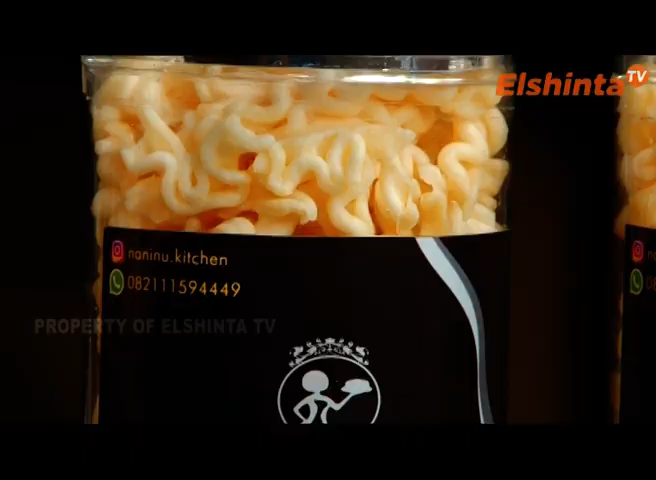 Elshinta TV
naninu.kitchen
082111594449
PROPERTY OF ELSHINTA TV